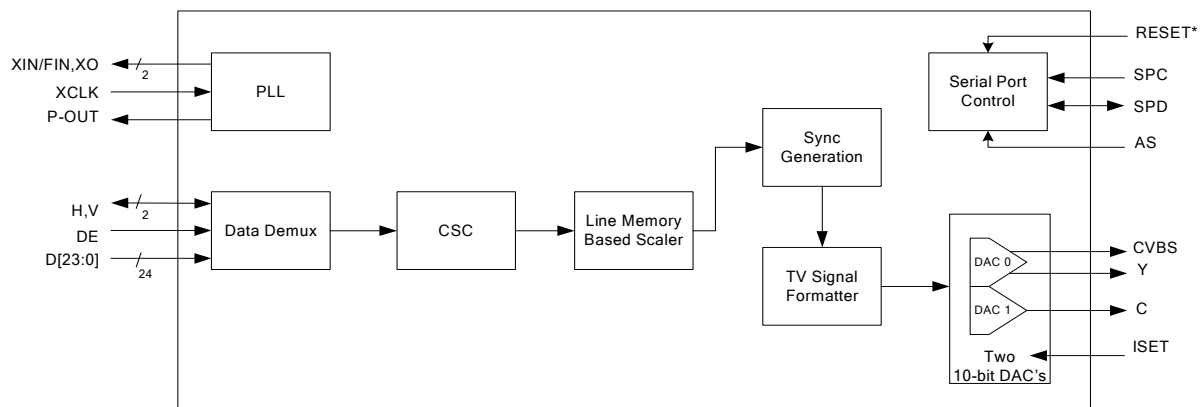 XIN/FIN,XO
2
XCLK
P-OUT
PLL
RESET*
SPC
SPD
AS
Serial Port
Control
Sync
Generation
H,V
2
DE
D[23:0]
24
Data Demux
CSC
Line Memory
Based Scaler
TV Signal
Formatter
DAC 0
DAC 1
Two
10-bit DAC's
CVBS
Y
C
ISET